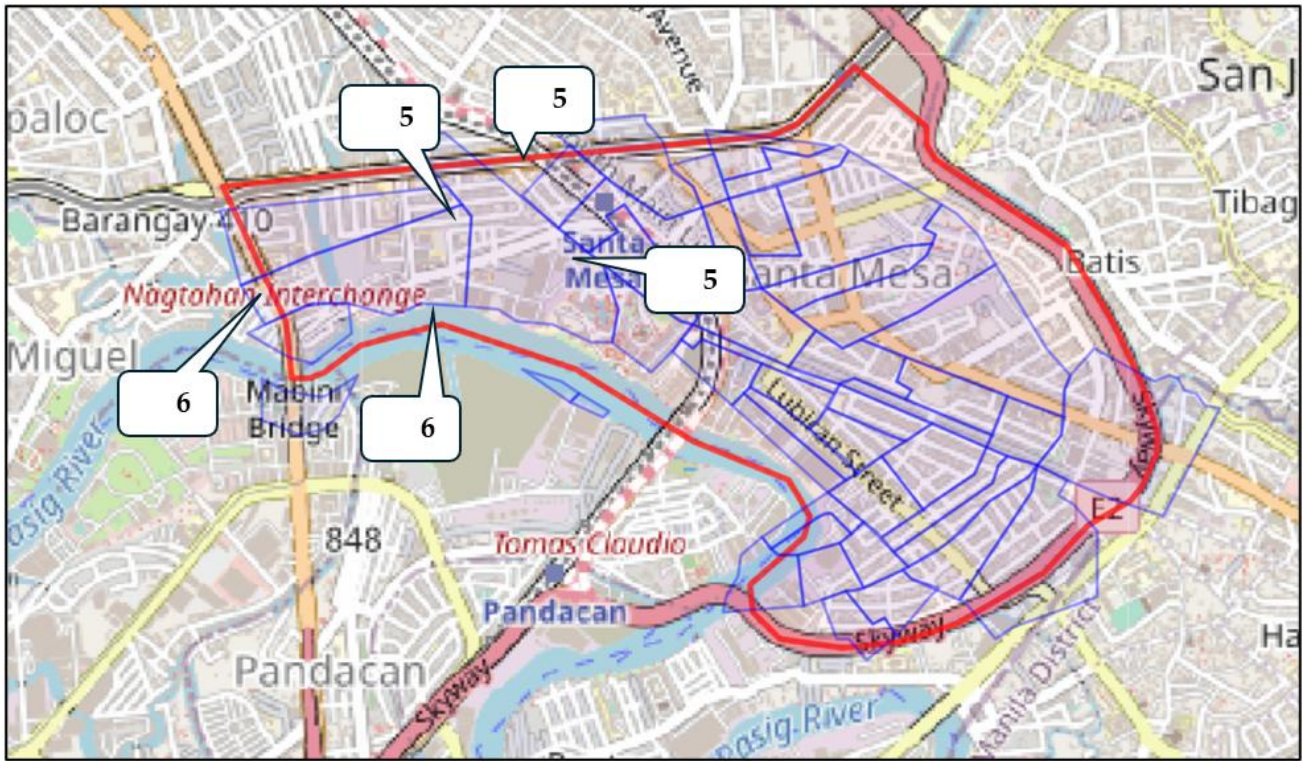 Avenue
San J
paloc
5
5
Barangay 410
Tibag
Santa
Mesa
5
anta Mesa
Batis
Nagtahan Interchange
Miguel
6
Mabini
Bridge
6
Lubiran Street
Skyway
Pasig River
E2
848
Tomas Claudio
Pandacan
Skyway
Ha
Pandacan
Skyway
Manila District
Pasig River